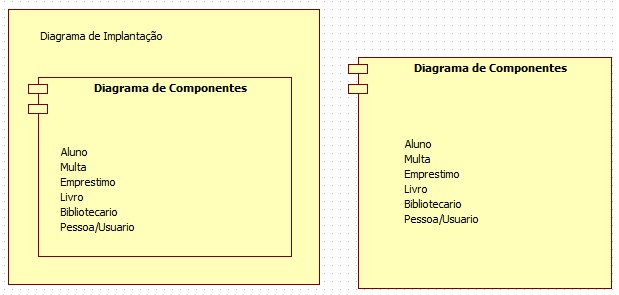 Diagrama de Implantação
Diagrama de Componentes
Aluno
Multa
Emprestimo
Livro
Bibliotecario
Pessoa/Usuario
Diagrama de Componentes
Aluno
Multa
Emprestimo
Livro
Bibliotecario
Pessoa/Usuario